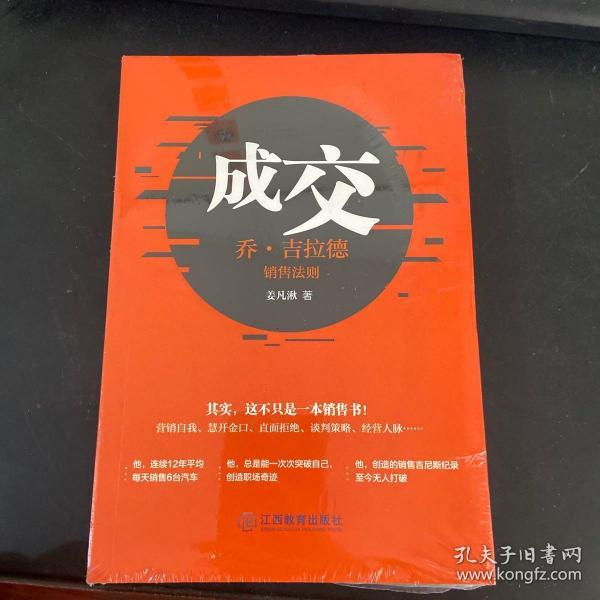 成交
乔·吉拉德
销售法则
姜凡湫 著
其实，这不只是一本销售书！
营销自我、慧开金口、直面拒绝、谈判策略、经营人脉……
他，连续12年平均
每天销售6台汽车
他，总是能一次次突破自己，
创造职场奇迹
他，创造的销售吉尼斯纪录
至今无人打破
江西教育出版社
孔夫子旧书网
www.kongfz.com